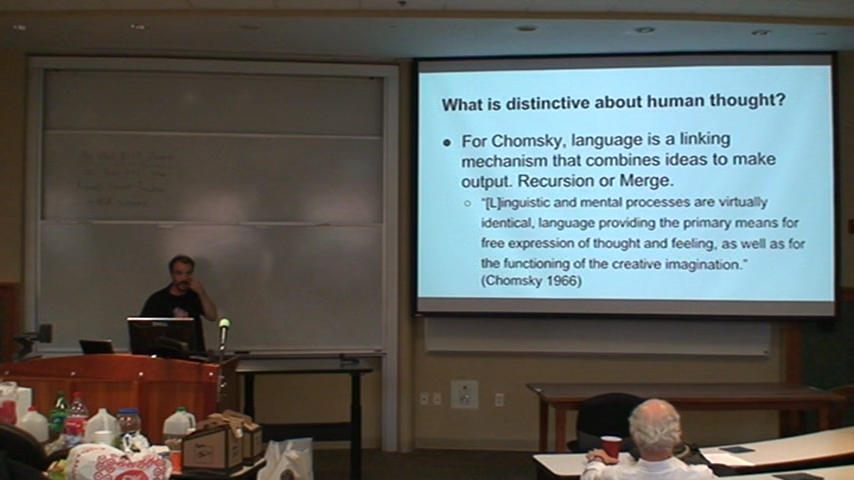 What is distinctive about human thought?
● For Chomsky, language is a linking
mechanism that combines ideas to make
output. Recursion or Merge.
○ “[L]inguistic and mental processes are virtually
identical, language providing the primary means for
free expression of thought and feeling, as well as for
the functioning of the creative imagination.”
(Chomsky 1966)
DELL